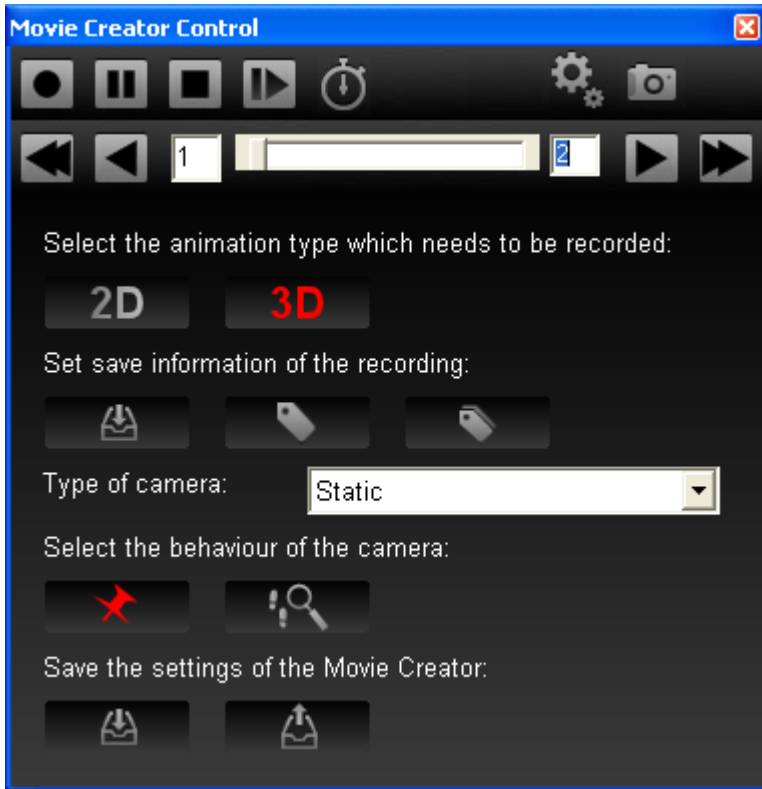 Movie Creator Control
1
2
Select the animation type which needs to be recorded:
2D 3D
Set save information of the recording:
Type of camera: Static
Select the behaviour of the camera:
Save the settings of the Movie Creator: